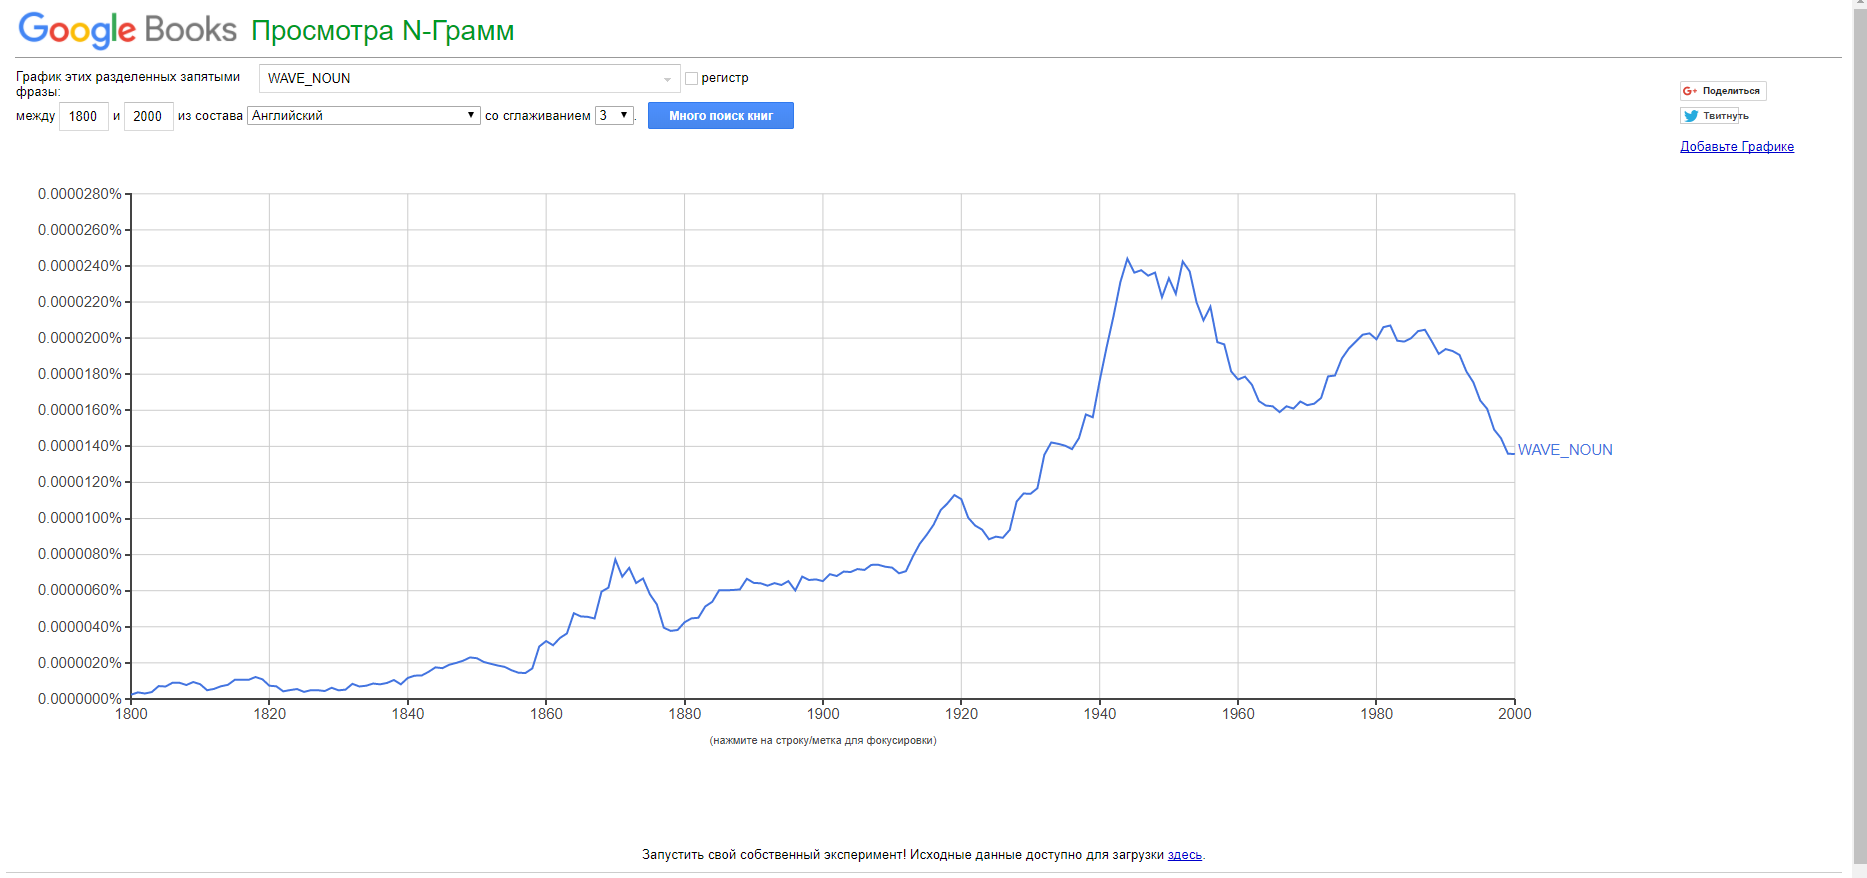 Google Books Просмотра N-Грамм
График этих разделенных запятыми фразы: WAVE_NOUN регистр
между 1800 и 2000 из состава Английский со сглаживанием 3 . Много поиск книг
Поделиться
Твитнуть
Добавьте Графике
0.0000280%
0.0000260%
0.0000240%
0.0000220%
0.0000200%
0.0000180%
0.0000160%
0.0000140%
WAVE_NOUN
0.0000120%
0.0000100%
0.0000080%
0.0000060%
0.0000040%
0.0000020%
0.0000000%
1800 1820 1840 1860 1880 1900 1920 1940 1960 1980 2000
(нажмите на строку/метка для фокусировки)
Запустить свой собственный эксперимент! Исходные данные доступно для загрузки здесь.